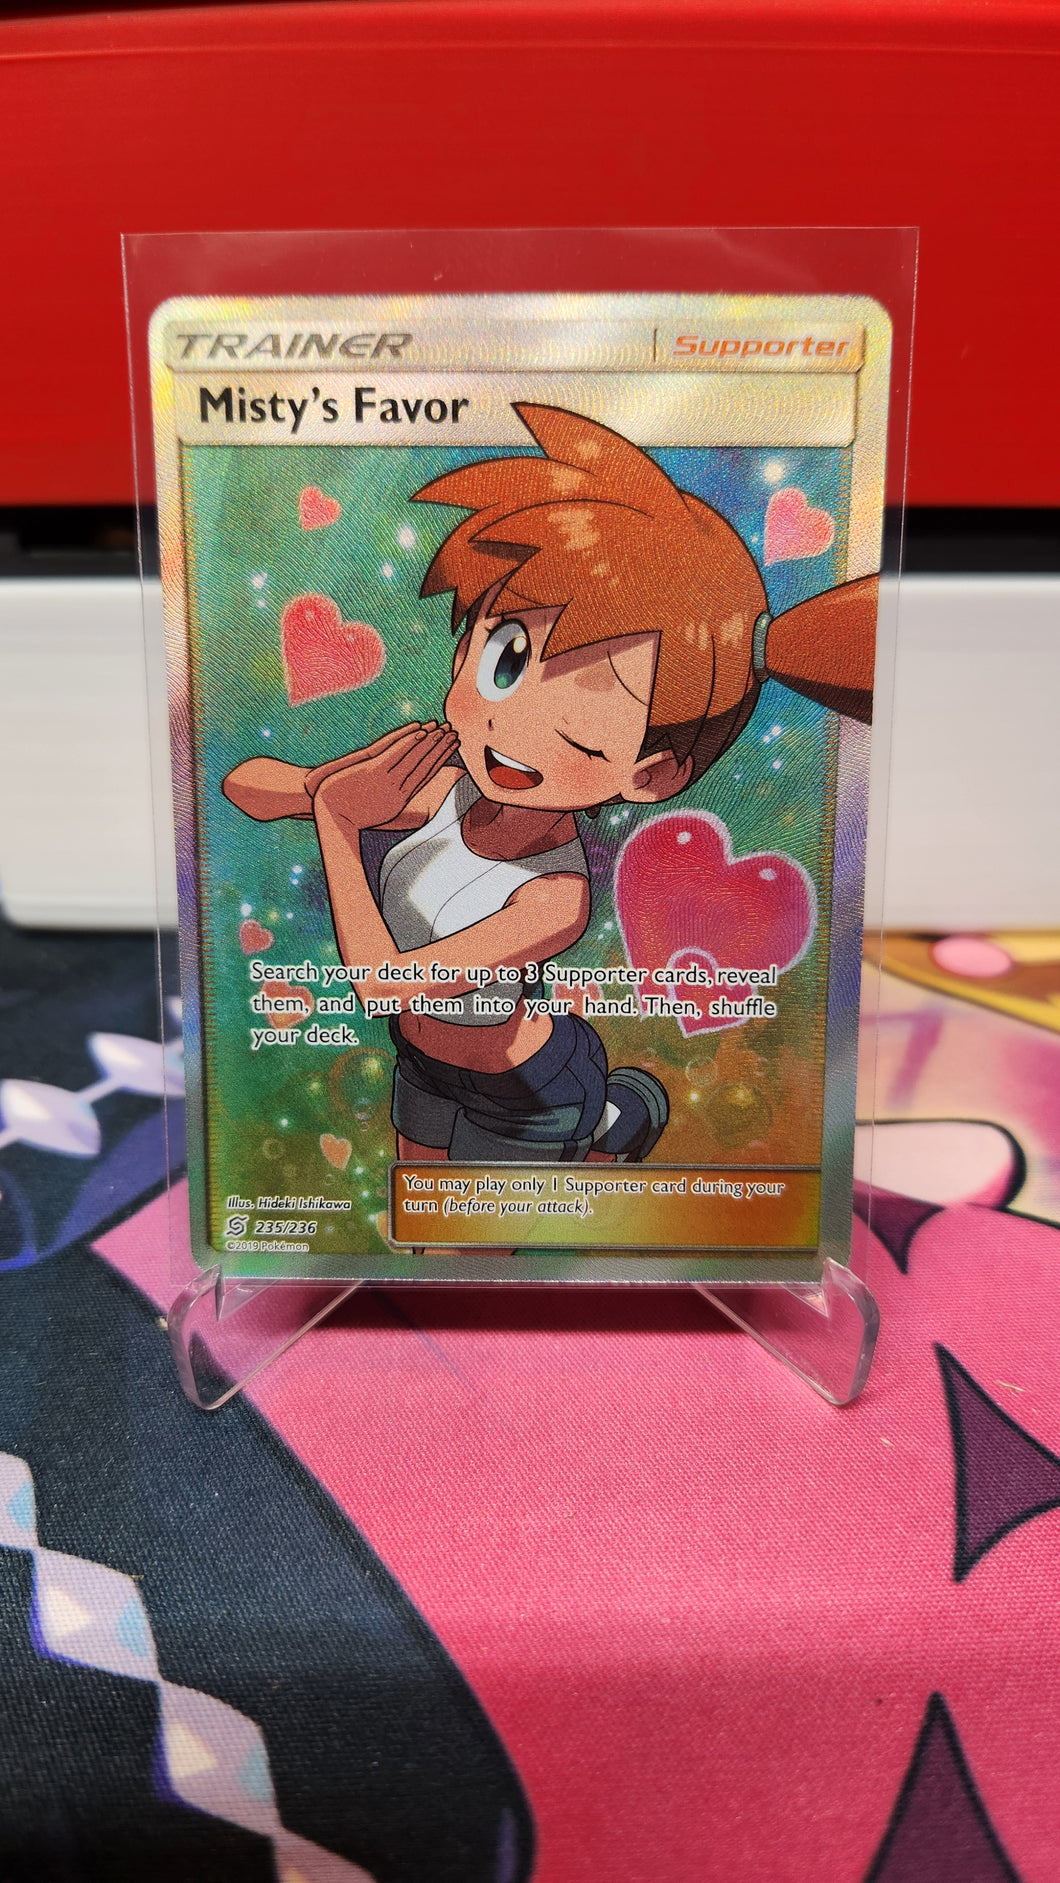 TRAINER Supporter
Misty's Favor
Search your deck for up to 3 Supporter cards, reveal
them, and put them into your hand. Then, shuffle
your deck.
You may play only 1 Supporter card during your
turn (before your attack).
Illus. Hideki Ishikawa
235/236
©2019 Pokémon